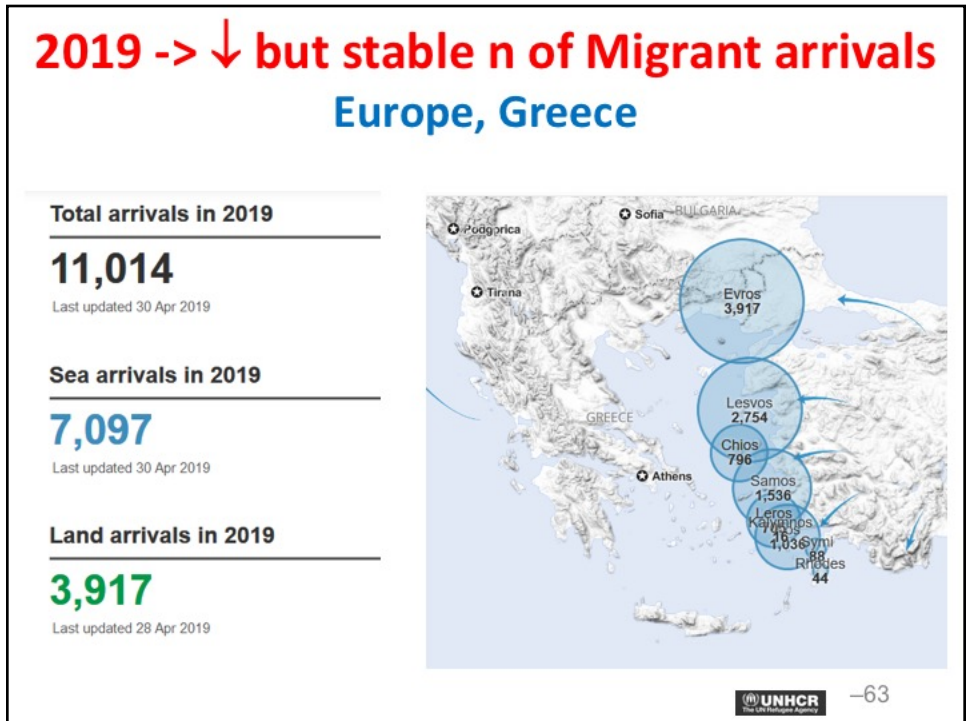 2019 -> ↓ but stable n of Migrant arrivals
Europe, Greece
Total arrivals in 2019
11,014
Last updated 30 Apr 2019
Sea arrivals in 2019
7,097
Last updated 30 Apr 2019
Land arrivals in 2019
3,917
Last updated 28 Apr 2019
Sofia
BULGARIA
Podgorica
Tirana
Evros
3,917
Lesvos
2,754
GREECE
Chios
796
Athens
Samos
1,536
Leros
Kalymnos
1,036
Symi
88
Rhodes
44
UNHCR
The UN Refugee Agency
–63